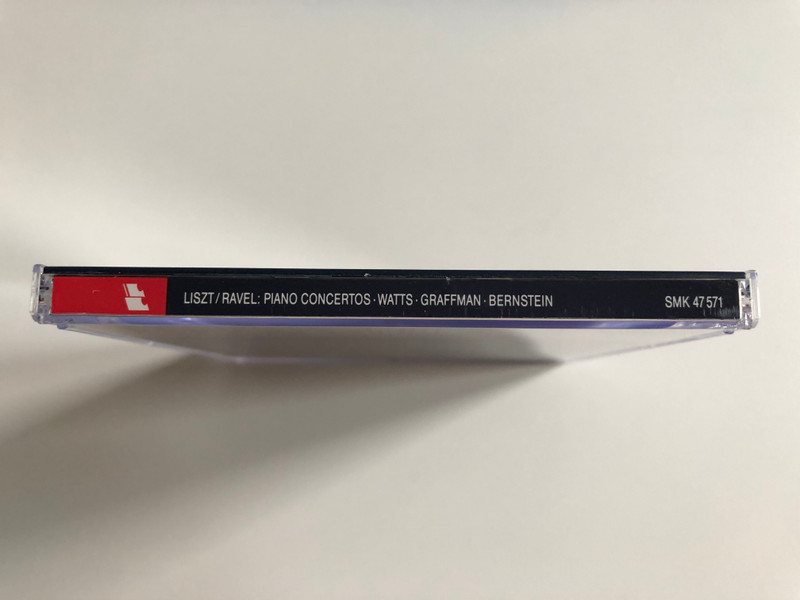 LISZT / RAVEL: PIANO CONCERTOS · WATTS · GRAFFMAN · BERNSTEIN SMK 47 571